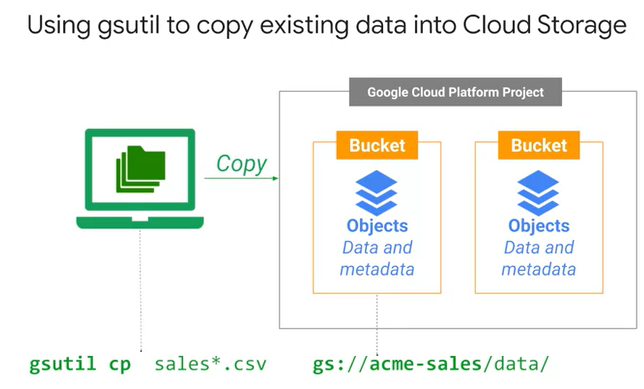 Using gsutil to copy existing data into Cloud Storage
Google Cloud Platform Project
Copy
Bucket
Objects
Data and
metadata
Bucket
Objects
Data and
metadata
gsutil cp sales*.csv gs://acme-sales/data/